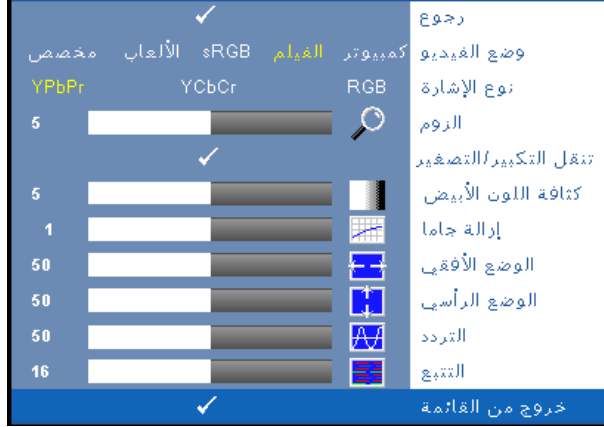 رجوع
وضع الفيديو كمبيوتر الفيلم sRGB الألعاب مخصص
نوع الإشارة RGB YCbCr YPbPr
الزوم 5
تنقل التكبير/التصغير
كثافة اللون الأبيض 5
إرالة جاما 1
الوضع الأفقي 50
الوضع الرأسي 50
التردد 50
التتبع 16
خروج من القائمة